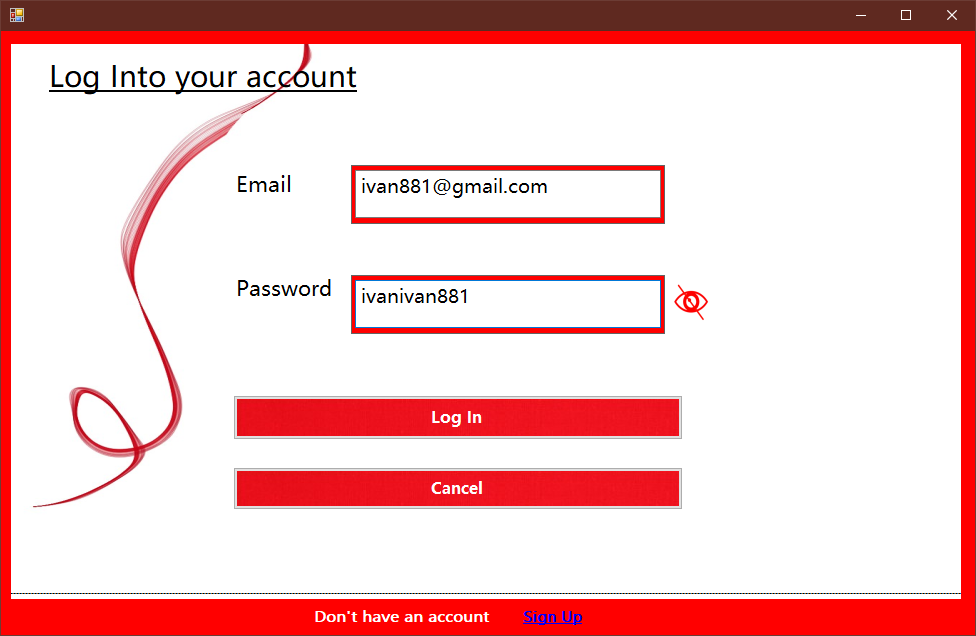 Log Into your account
Email
ivan881@gmail.com
Password
ivanivan881
Log In
Cancel
Don't have an account Sign Up